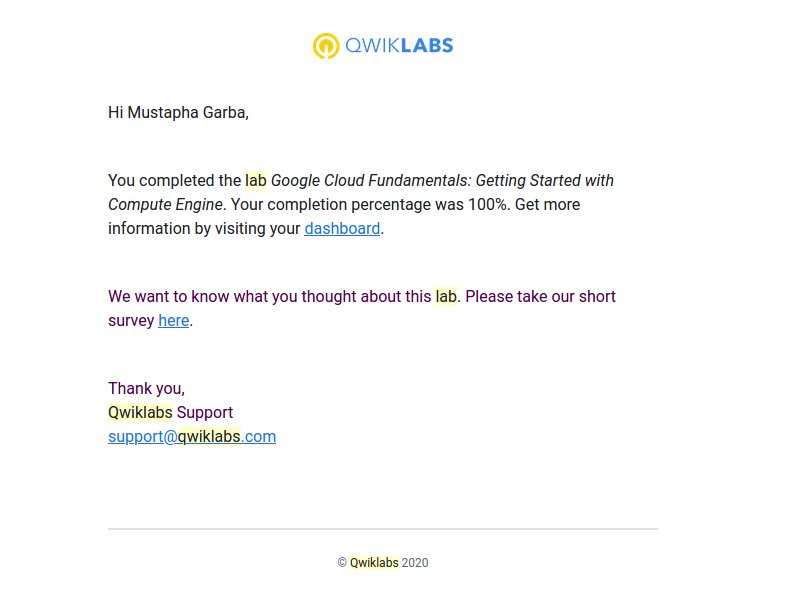 QWIKLABS
Hi Mustapha Garba,
You completed the lab Google Cloud Fundamentals: Getting Started with
Compute Engine. Your completion percentage was 100%. Get more
information by visiting your dashboard.
We want to know what you thought about this lab. Please take our short
survey here.
Thank you,
Qwiklabs Support
support@qwiklabs.com
© Qwiklabs 2020